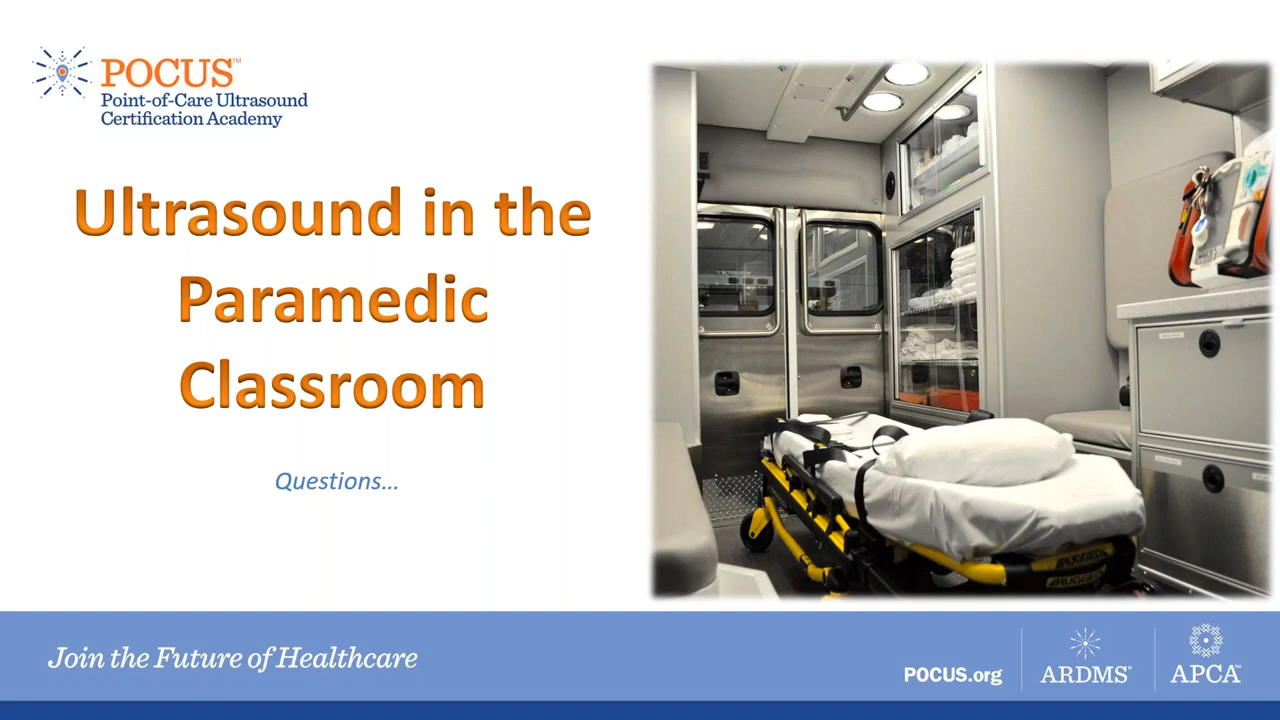 POCUS™
Point-of-Care Ultrasound
Certification Academy
Ultrasound in the
Paramedic
Classroom
Questions...
RUGGED
Join the Future of Healthcare
POCUS.org
ARDMS®
APCA™